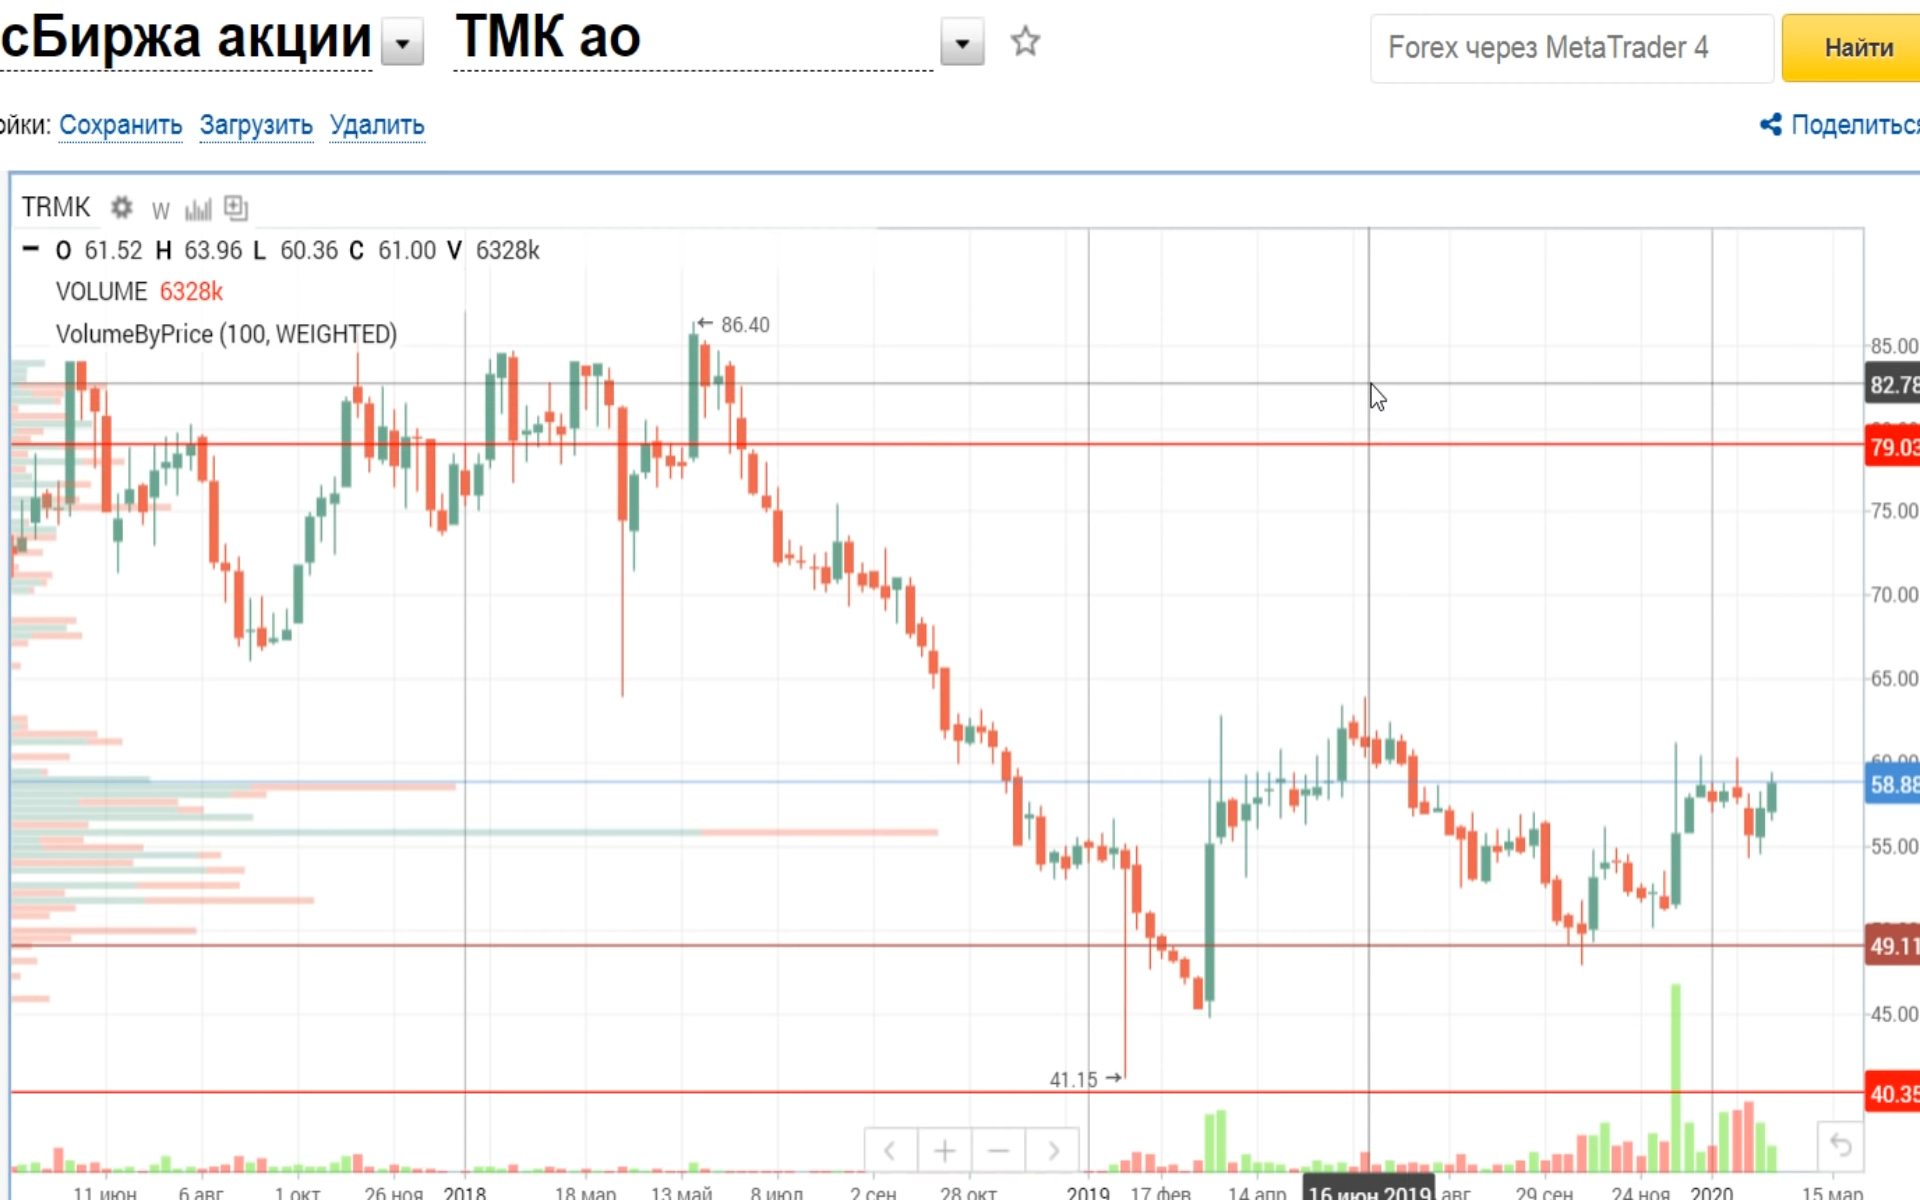 сБиржа акции ТМК ао
Forex через MetaTrader 4 Найти
ойки: Сохранить Загрузить Удалить Поделитьс
TRMK W
O 61.52 H 63.96 L 60.36 C 61.00 V 6328k
VOLUME 6328k
VolumeByPrice (100, WEIGHTED)
86.40
85.00
82.78
79.03
75.00
70.00
65.00
60.00
58.88
55.00
49.11
45.00
41.15
40.35
11 июн 6 авг 1 окт 26 ноя 2018 18 мар 13 май 8 июл 2 сен 28 окт 2019 17 фев 14 апр 16 июн 2019 авг 29 сен 24 ноя 2020 15 мар